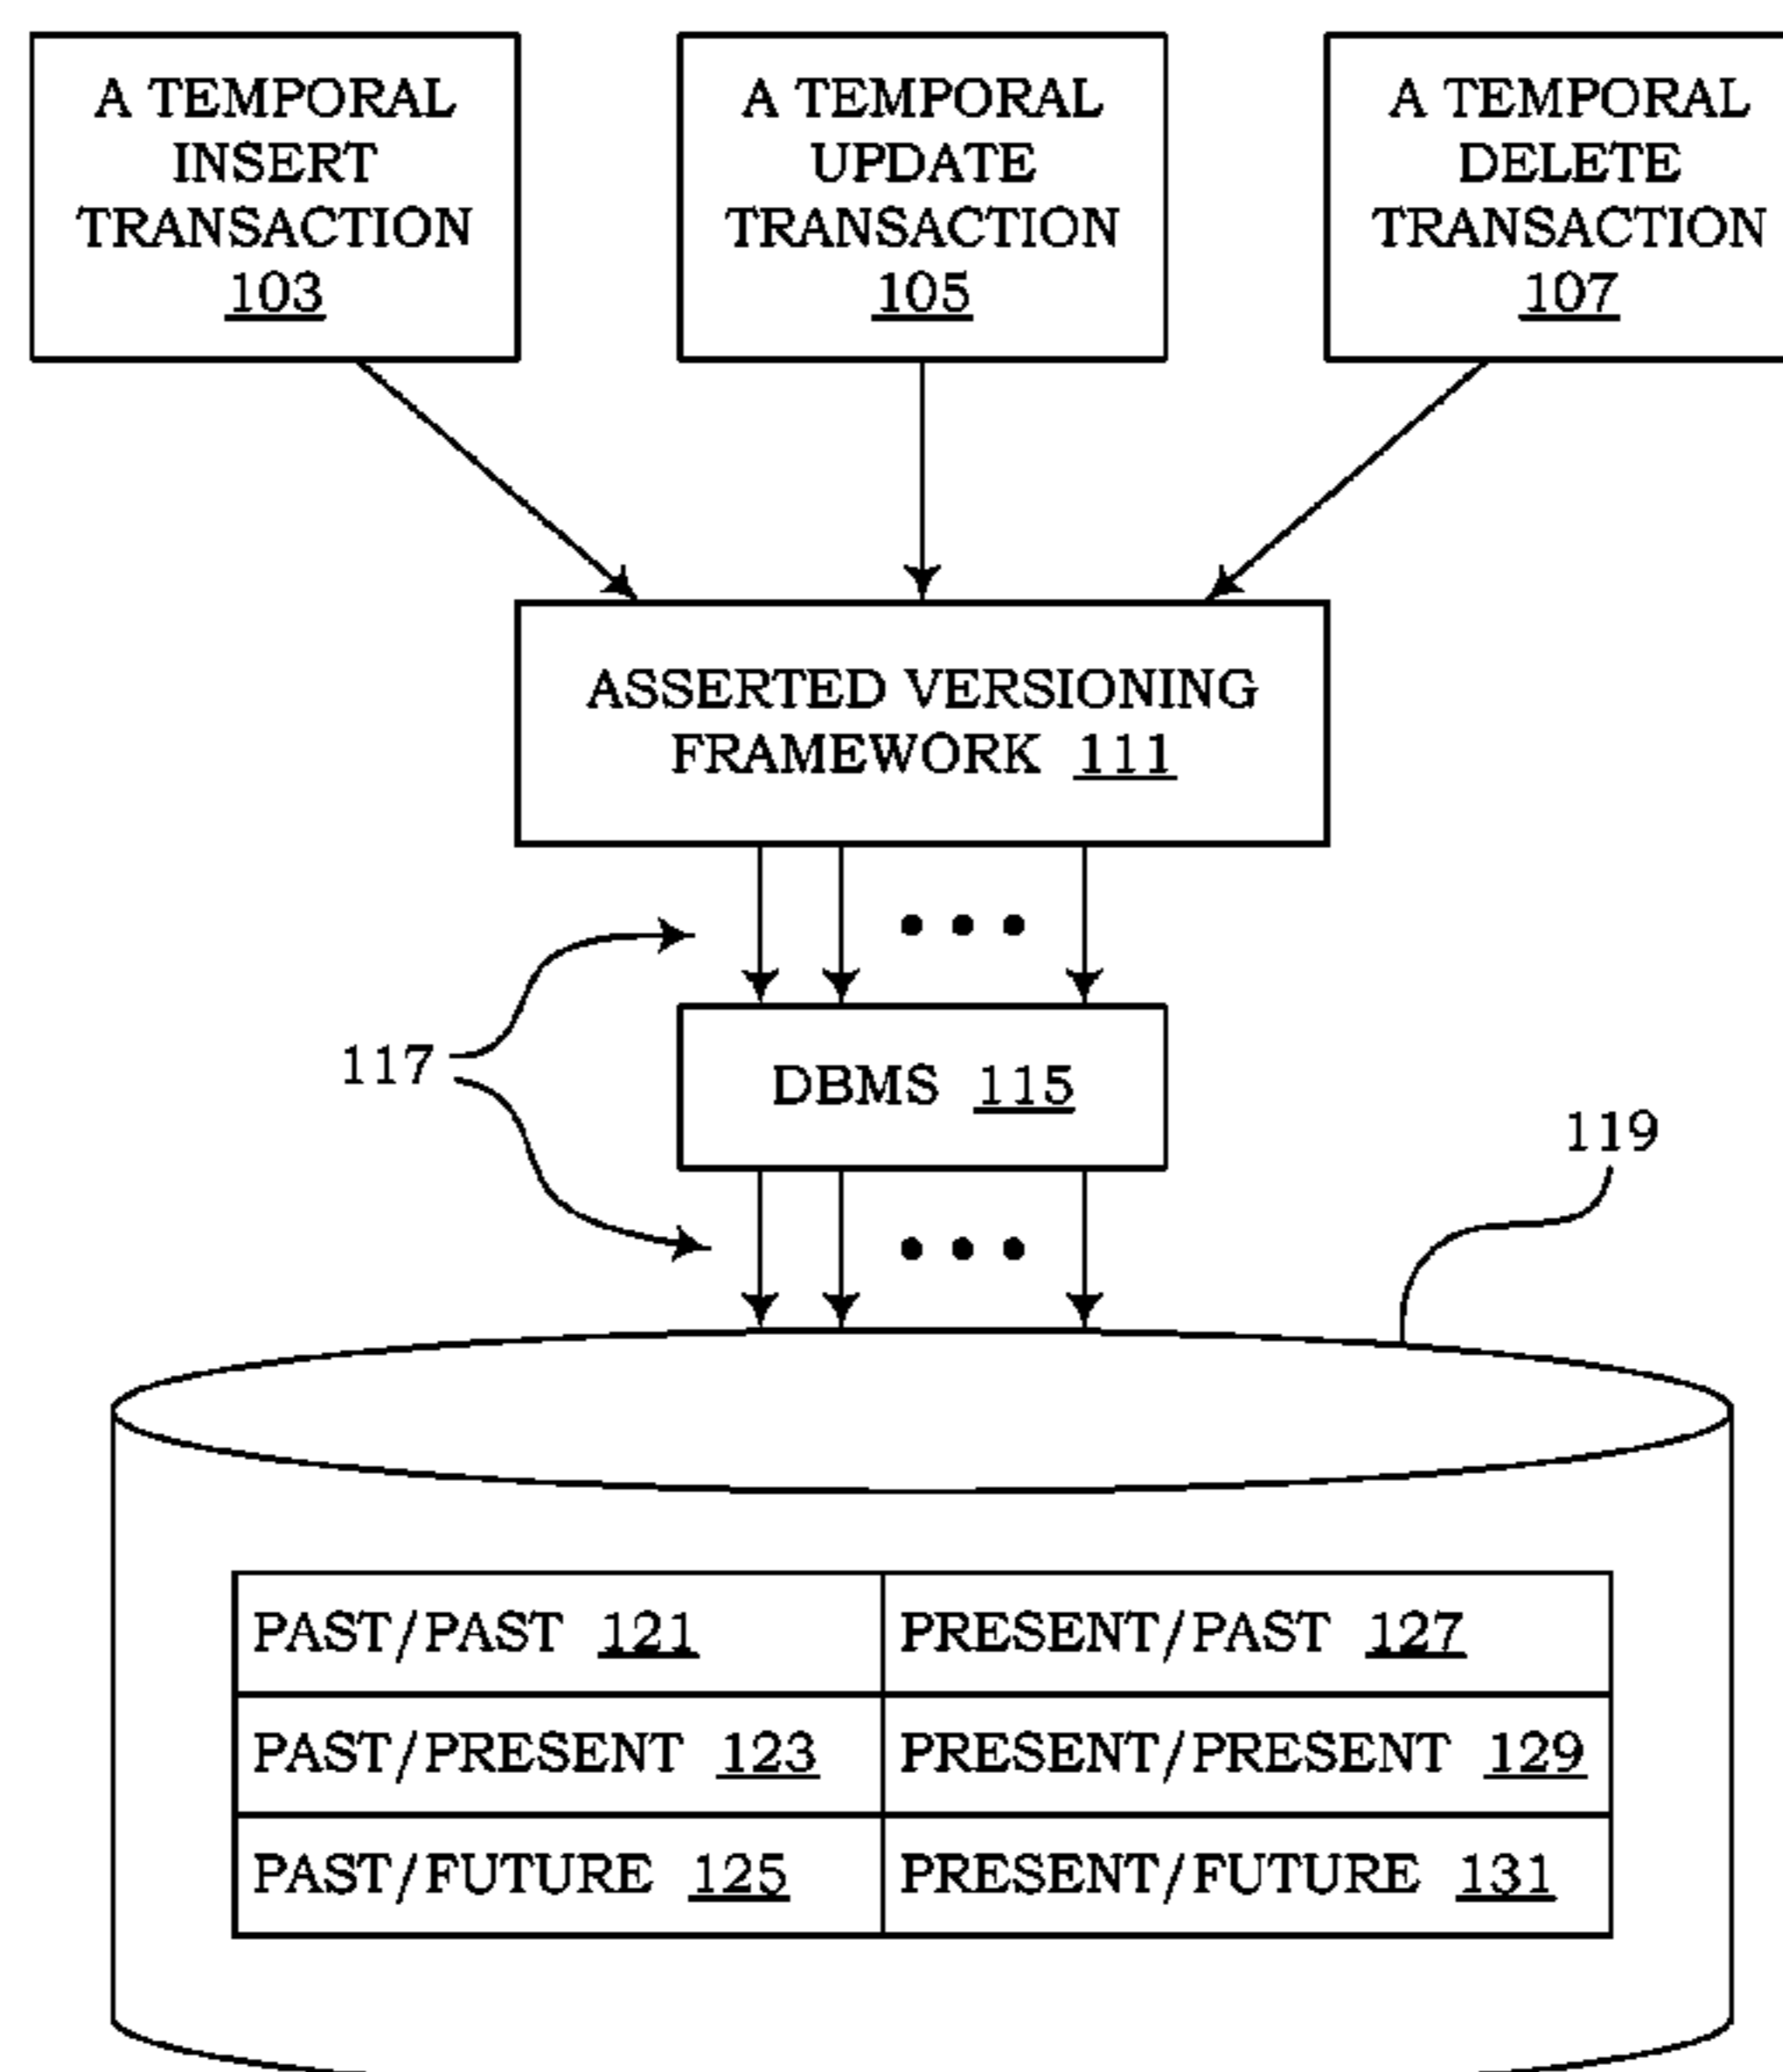 A TEMPORAL
INSERT
TRANSACTION
103
A TEMPORAL
UPDATE
TRANSACTION
105
A TEMPORAL
DELETE
TRANSACTION
107
ASSERTED VERSIONING
FRAMEWORK 111
117
DBMS 115
119
PAST/PAST 121
PRESENT/PAST 127
PAST/PRESENT 123
PRESENT/PRESENT 129
PAST/FUTURE 125
PRESENT/FUTURE 131